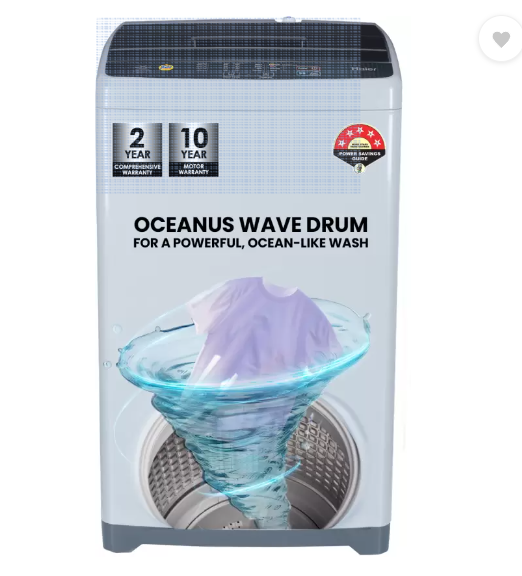 Haier
2
YEAR
COMPREHENSIVE
WARRANTY
10
YEAR
MOTOR
WARRANTY
POWER SAVINGS
GUIDE
OCEANUS WAVE DRUM
FOR A POWERFUL, OCEAN-LIKE WASH